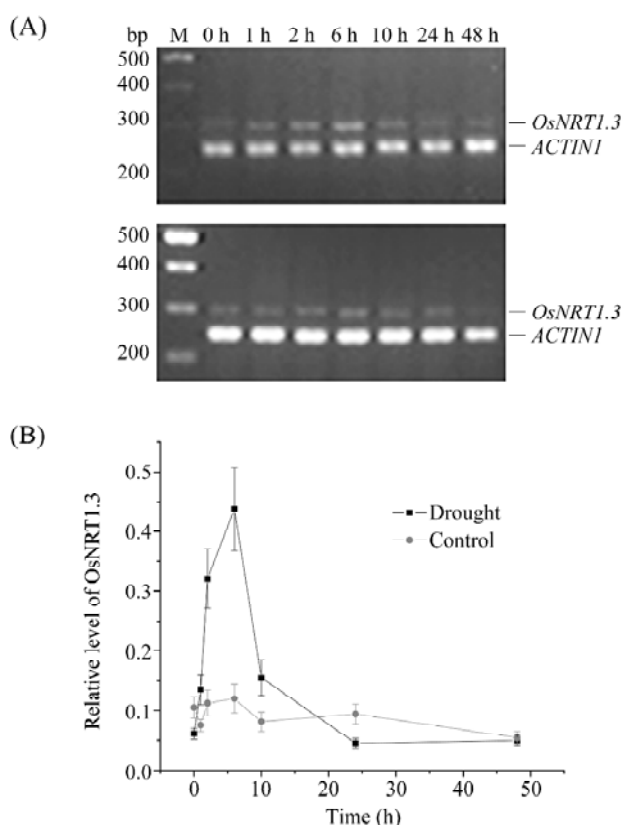 (A)
bp M 0 h 1 h 2 h 6 h 10 h 24 h 48 h
500
400
300
200
OsNRT1.3
ACTIN1
500
400
300
200
OsNRT1.3
ACTIN1
(B)
Relative level of OsNRT1.3
0.5
0.4
0.3
0.2
0.1
0.0
Drought
Control
0 10 20 30 40 50
Time (h)